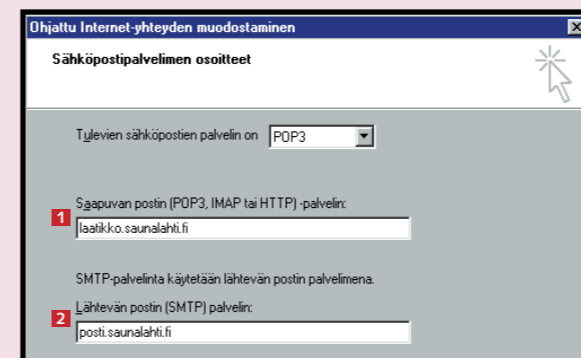 Ohjattu Internet-yhteyden muodostaminen
Sähköpostipalvelimen osoitteet
Tulevien sähköpostien palvelin on POP3
Saapuvan postin (POP3, IMAP tai HTTP) -palvelin:
1
laatikko.saunalahti.fi
SMTP-palvelinta käytetään lähtevän postin palvelimena.
Lähtevän postin (SMTP) palvelin:
2
posti.saunalahti.fi